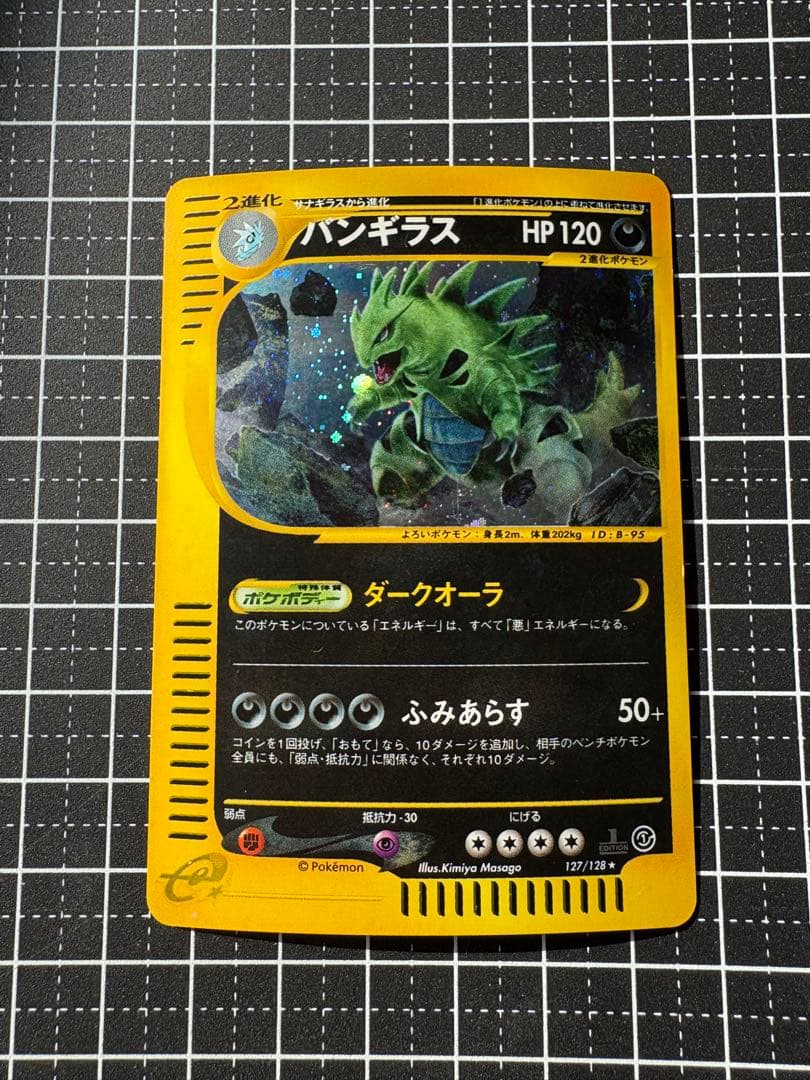 2進化
サナギラスから進化
「1進化ポケモン」の上に重ねて進化させます。
バンギラス
HP120
2進化ポケモン
よろいポケモン:身長2m. 体重202kg ID:B-95
特殊体質
ポケボディー
ダークオーラ
このポケモンについている「エネルギー」は、すべて「悪」エネルギーになる。
ふみあらす
50+
コインを1回投げ、「おもて」なら、10ダメージを追加し、相手のベンチポケモン
全員にも、「弱点・抵抗力」に関係なく、それぞれ10ダメージ。
弱点
抵抗力-30
にげる
1
EDITION
©Pokémon
Illus.Kimiya Masago
127/128★
e